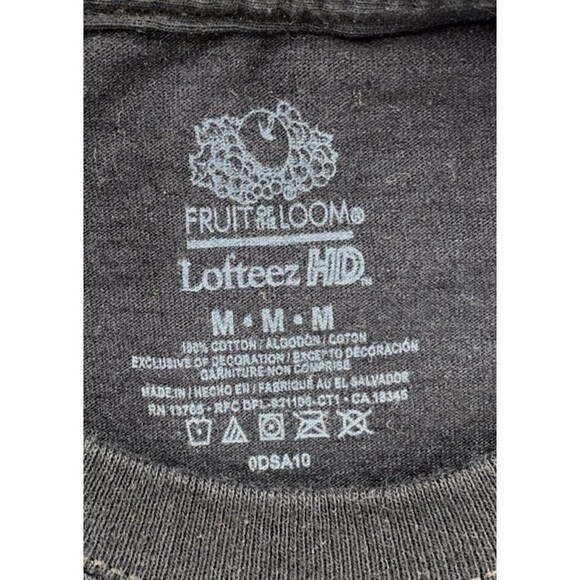 FRUIT OF THE LOOM®
Lofteez HD™
M • M • M
100% COTTON / ALGODÓN / COTON
EXCLUSIVE OF DECORATION / EXCEPTO DECORACIÓN
GARNITURE NON COMPRISE
MADE IN / HECHO EN / FABRIQUÉ AU EL SALVADOR
RN 13765 • RFC DFL-921106-CT1 • CA 18345
0DSA10